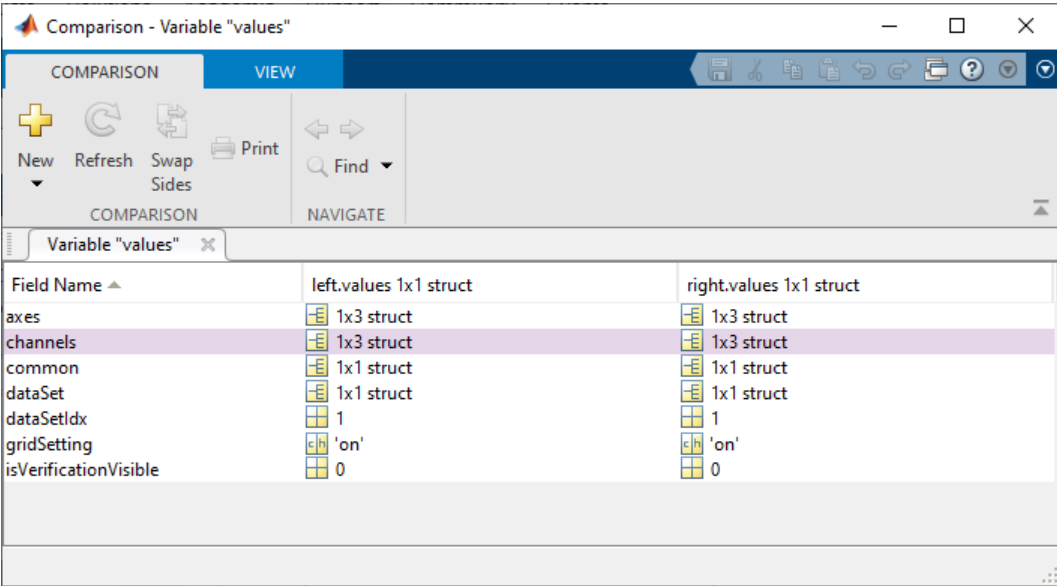 Comparison - Variable "values"
COMPARISON VIEW
New Refresh Swap Sides Print Find
COMPARISON NAVIGATE
Variable "values"
Field Name left.values 1x1 struct right.values 1x1 struct
axes 1x3 struct 1x3 struct
channels 1x3 struct 1x3 struct
common 1x1 struct 1x1 struct
dataSet 1x1 struct 1x1 struct
dataSetIdx 1 1
gridSetting ch 'on' ch 'on'
isVerificationVisible 0 0